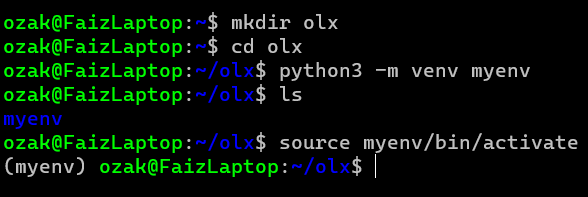 ozak@FaizLaptop:~$ mkdir olx
ozak@FaizLaptop:~$ cd olx
ozak@FaizLaptop:~/olx$ python3 -m venv myenv
ozak@FaizLaptop:~/olx$ ls
myenv
ozak@FaizLaptop:~/olx$ source myenv/bin/activate
(myenv) ozak@FaizLaptop:~/olx$